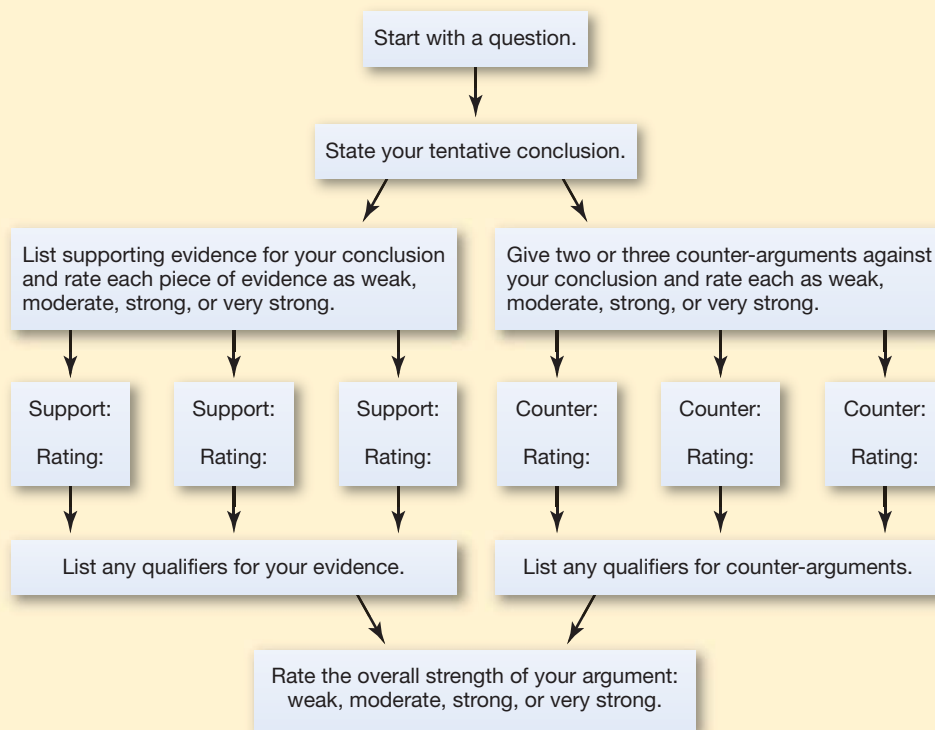 Start with a question.
State your tentative conclusion.
List supporting evidence for your conclusion
and rate each piece of evidence as weak,
moderate, strong, or very strong.
Give two or three counter-arguments against
your conclusion and rate each as weak,
moderate, strong, or very strong.
Support:
Rating:
Support:
Rating:
Support:
Rating:
Counter:
Rating:
Counter:
Rating:
Counter:
Rating:
List any qualifiers for your evidence.
List any qualifiers for counter-arguments.
Rate the overall strength of your argument:
weak, moderate, strong, or very strong.